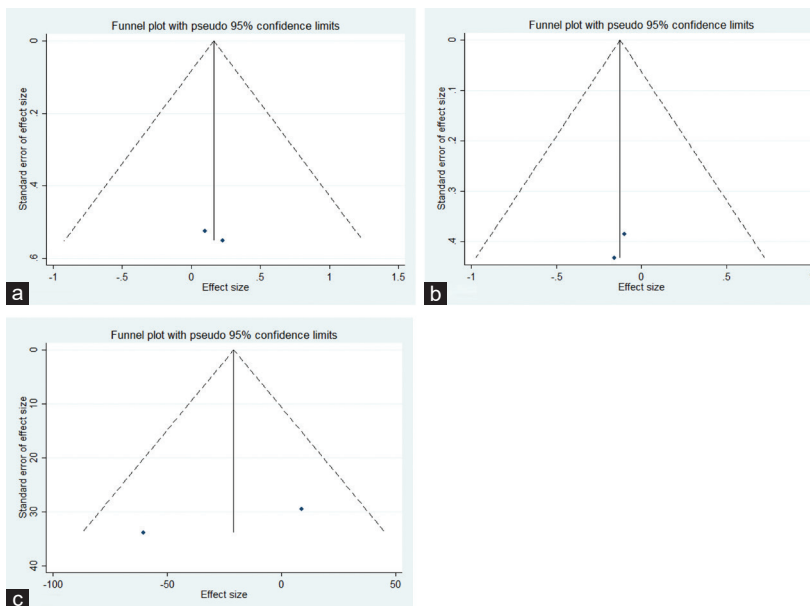 Funnel plot with pseudo 95% confidence limits
Standard error of effect size
0
.2
.4
.6
-1
-.5
0
.5
1
1.5
Effect size
a
Funnel plot with pseudo 95% confidence limits
Standard error of effect size
0
.1
.2
.3
.4
-1
-.5
0
.5
Effect size
b
Funnel plot with pseudo 95% confidence limits
Standard error of effect size
0
10
20
30
40
-100
-50
0
50
Effect size
c